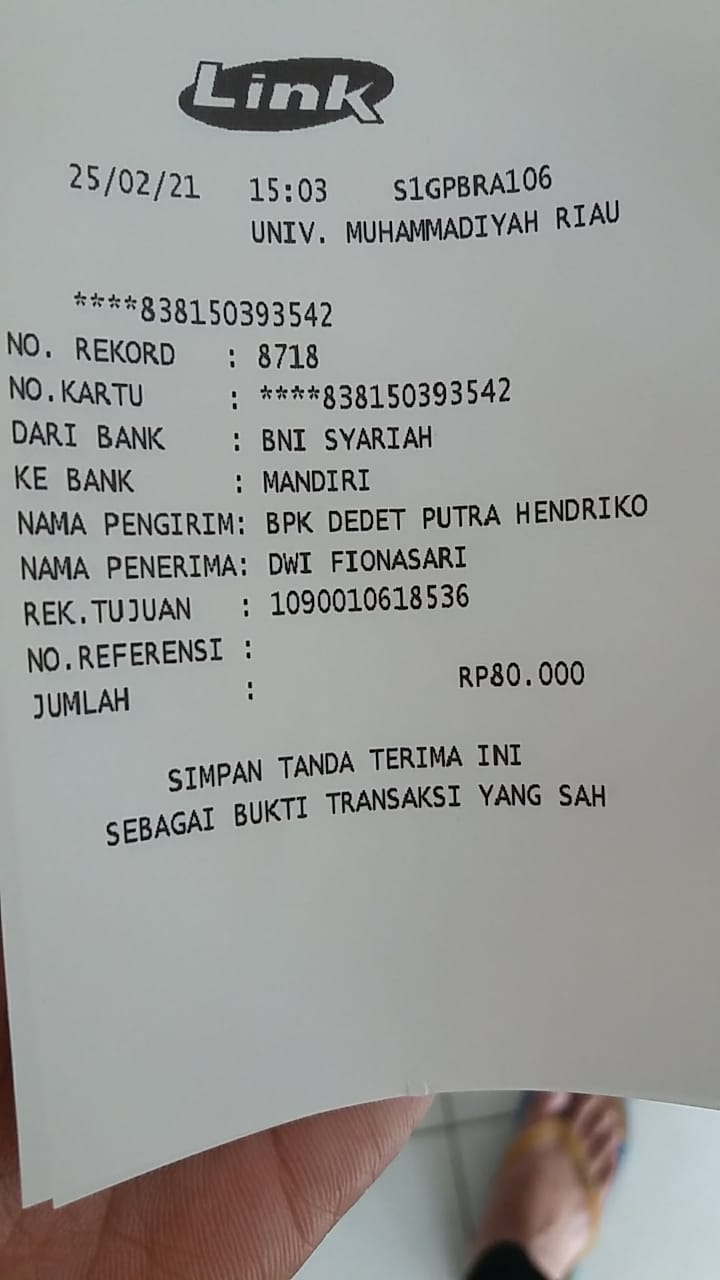 Link
25/02/21 15:03 S1GPBRA106
UNIV. MUHAMMADIYAH RIAU
****838150393542
NO. REKORD : 8718
NO.KARTU : ****838150393542
DARI BANK : BNI SYARIAH
KE BANK : MANDIRI
NAMA PENGIRIM: BPK DEDET PUTRA HENDRIKO
NAMA PENERIMA: DWI FIONASARI
REK.TUJUAN : 1090010618536
NO.REFERENSI :
JUMLAH : RP80.000
SIMPAN TANDA TERIMA INI
SEBAGAI BUKTI TRANSAKSI YANG SAH